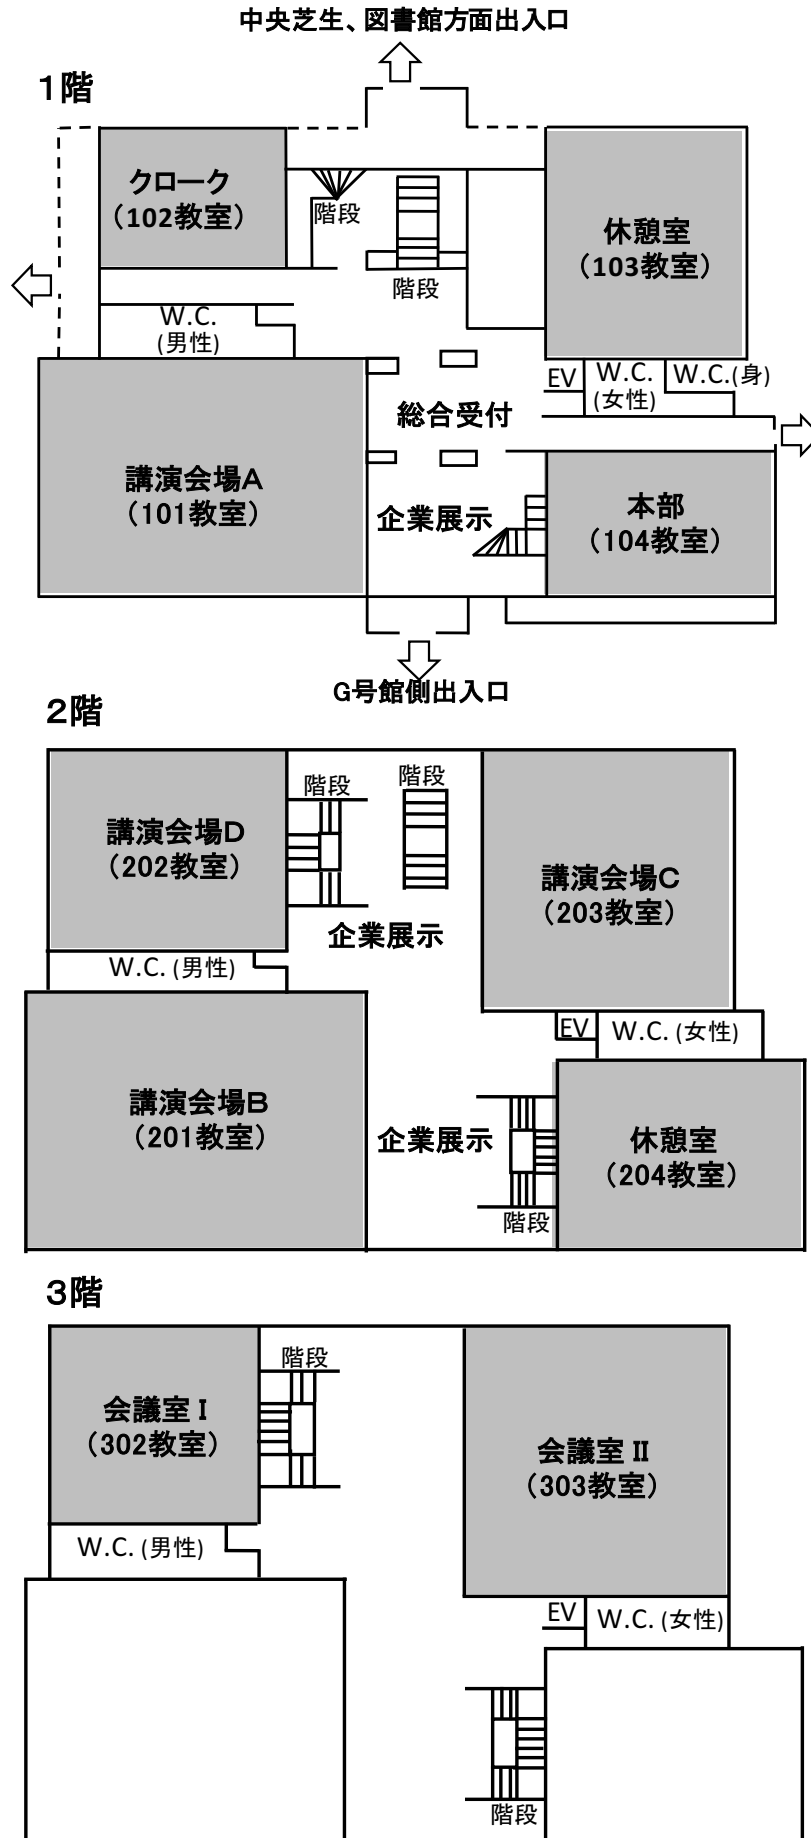 中央芝生、図書館方面出入口
1階
クローク
（102教室）
階段
階段
休憩室
（103教室）
W.C.
(男性)
EV
W.C.
(女性)
W.C.(身)
総合受付
講演会場A
（101教室）
企業展示
本部
（104教室）
G号館側出入口
2階
階段
階段
講演会場D
（202教室）
講演会場C
（203教室）
企業展示
W.C. (男性)
EV
W.C. (女性)
講演会場B
（201教室）
企業展示
休憩室
（204教室）
階段
3階
階段
会議室 I
（302教室）
会議室 II
（303教室）
W.C. (男性)
EV
W.C. (女性)
階段